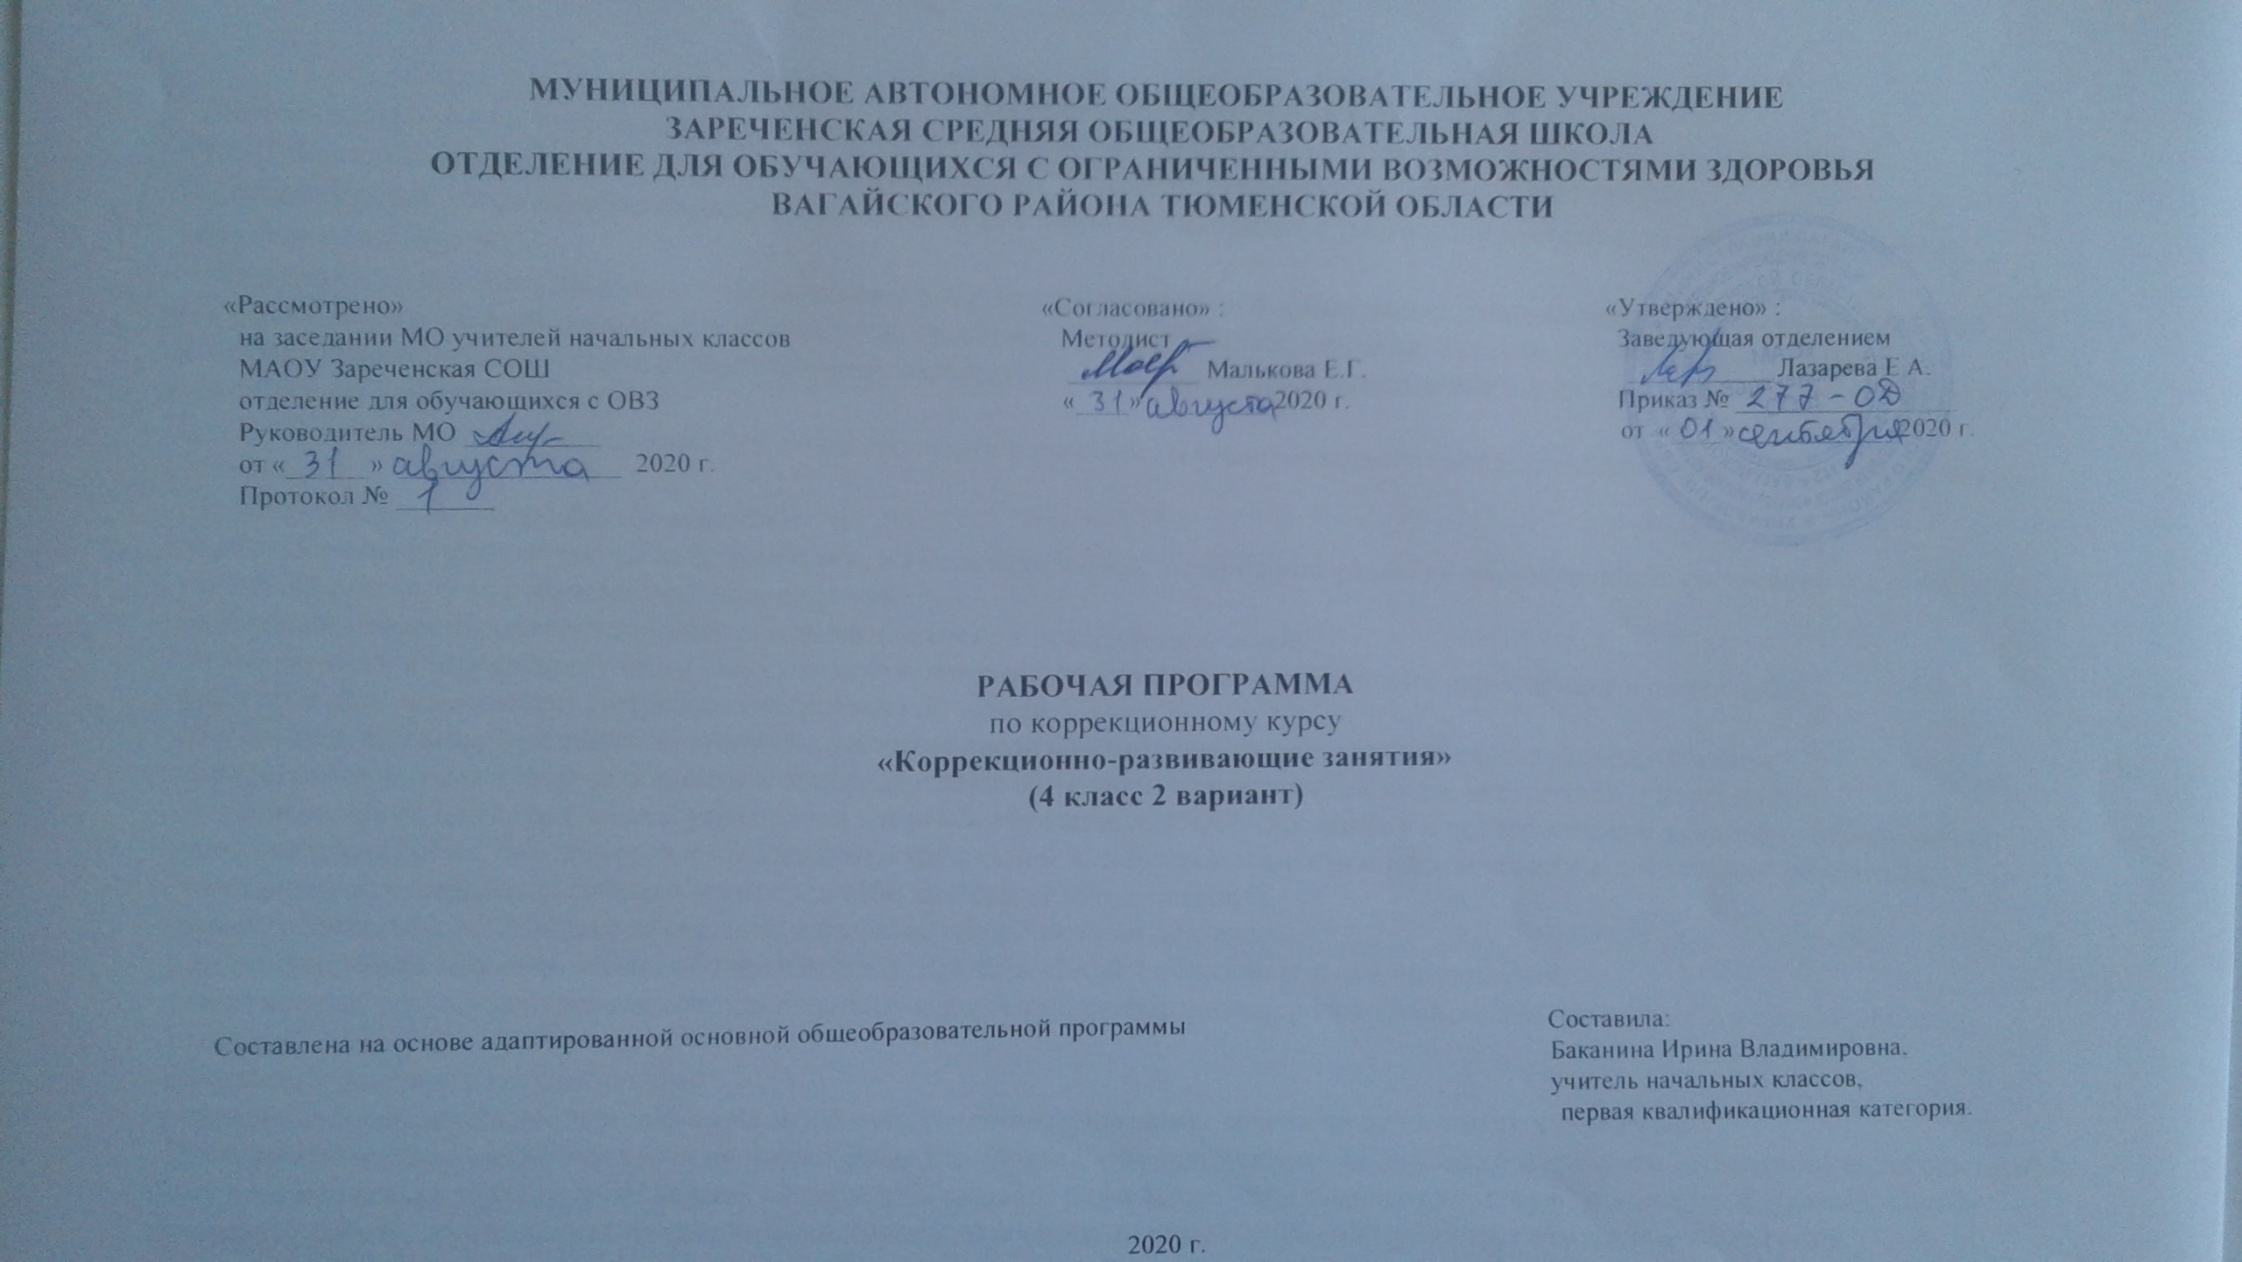 МУНИЦИПАЛЬНОЕ АВТОНОМНОЕ ОБЩЕОБРАЗОВАТЕЛЬНОЕ УЧРЕЖДЕНИЕ
ЗАРЕЧЕНСКАЯ СРЕДНЯЯ ОБЩЕОБРАЗОВАТЕЛЬНАЯ ШКОЛА
ОТДЕЛЕНИЕ ДЛЯ ОБУЧАЮЩИХСЯ С ОГРАНИЧЕННЫМИ ВОЗМОЖНОСТЯМИ ЗДОРОВЬЯ
ВАГАЙСКОГО РАЙОНА ТЮМЕНСКОЙ ОБЛАСТИ
«Рассмотрено»
на заседании МО учителей начальных классов
МАОУ Зареченская СОШ
отделение для обучающихся с ОВЗ
Руководитель МО
от « 31 » августа 2020 г.
Протокол № 1
«Согласовано» :
Методист
Малькова Е.Г.
« 31 » августа 2020 г.
«Утверждено» :
Заведующая отделением
Лазарева Е А.
Приказ № 277-ОД
от « 01 » сентября 2020 г.
РАБОЧАЯ ПРОГРАММА
по коррекционному курсу
«Коррекционно-развивающие занятия»
(4 класс 2 вариант)
Составлена на основе адаптированной основной общеобразовательной программы
Составила:
Баканина Ирина Владимировна.
учитель начальных классов,
первая квалификационная категория.
2020 г.